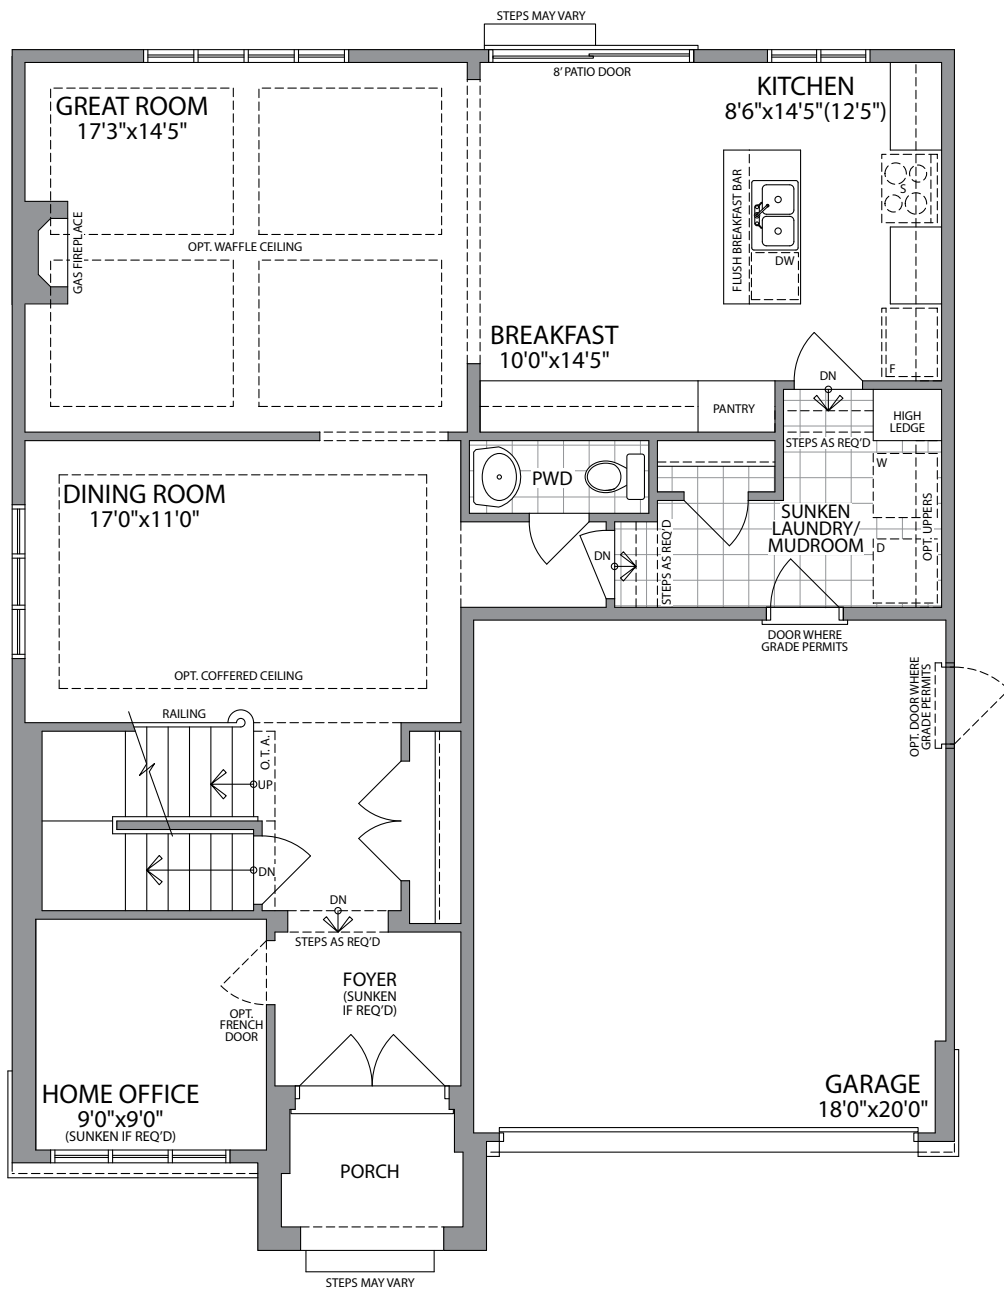 STEPS MAY VARY
8' PATIO DOOR
GREAT ROOM
17'3"x14'5"
KITCHEN
8'6"x14'5"(12'5")
GAS FIREPLACE
OPT. WAFFLE CEILING
FLUSH BREAKFAST BAR
DW
S
F
BREAKFAST
10'0"x14'5"
PANTRY
DN
HIGH
LEDGE
STEPS AS REQ'D
W
D
OPT. UPPERS
PWD
SUNKEN
LAUNDRY/
MUDROOM
DN
STEPS AS REQ'D
DINING ROOM
17'0"x11'0"
OPT. COFFERED CEILING
DOOR WHERE
GRADE PERMITS
OPT. DOOR WHERE
GRADE PERMITS
RAILING
O.T.A.
UP
DN
DN
STEPS AS REQ'D
FOYER
(SUNKEN
IF REQ'D)
OPT.
FRENCH
DOOR
HOME OFFICE
9'0"x9'0"
(SUNKEN IF REQ'D)
GARAGE
18'0"x20'0"
PORCH
STEPS MAY VARY